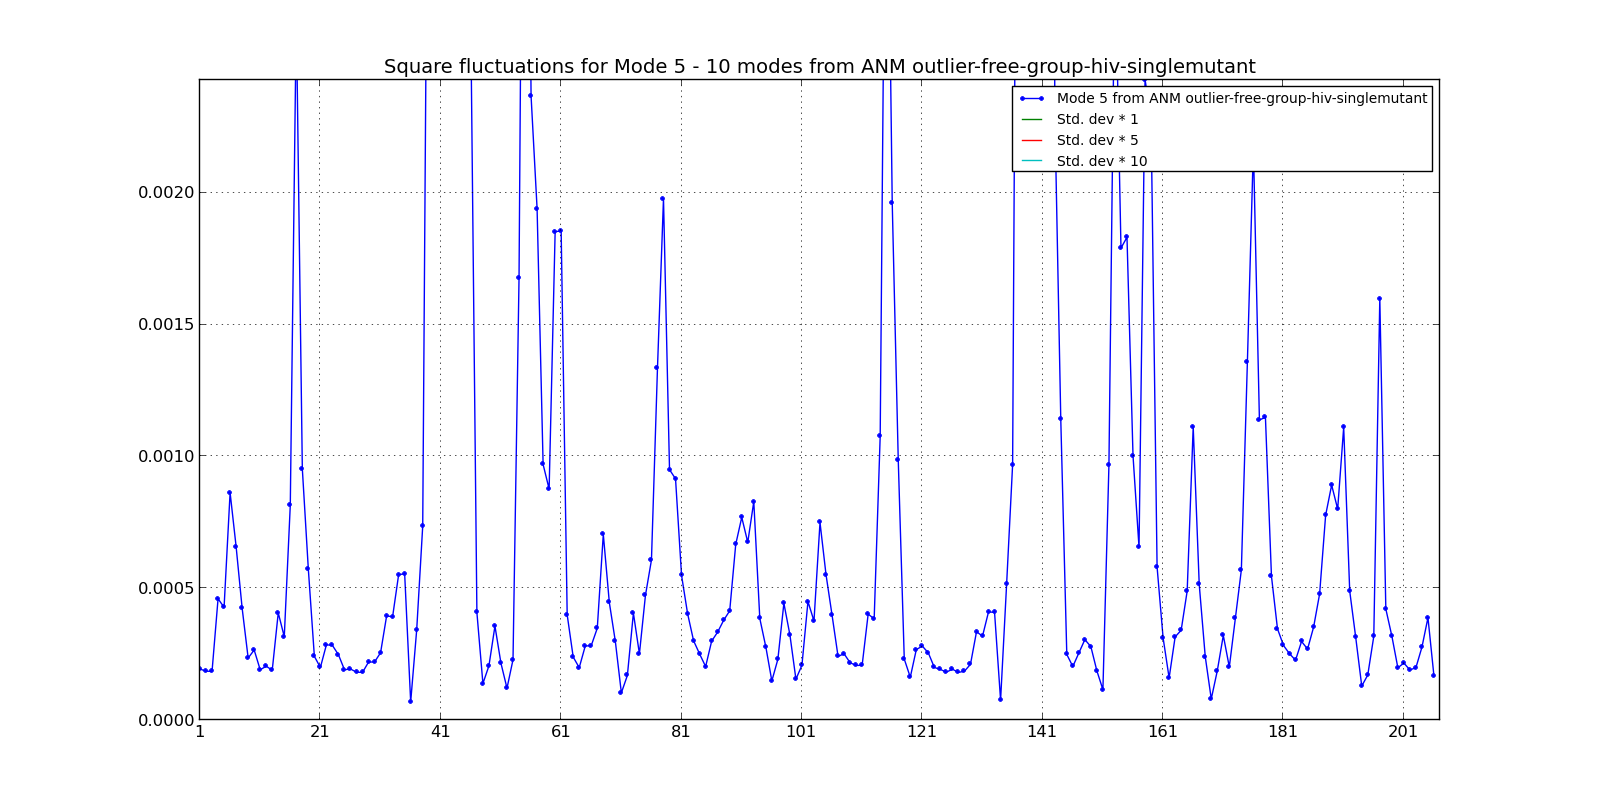 Square fluctuations for Mode 5 - 10 modes from ANM outlier-free-group-hiv-singlemutant
Mode 5 from ANM outlier-free-group-hiv-singlemutant
Std. dev * 1
Std. dev * 5
Std. dev * 10
0.0020
0.0015
0.0010
0.0005
0.0000
1 21 41 61 81 101 121 141 161 181 201